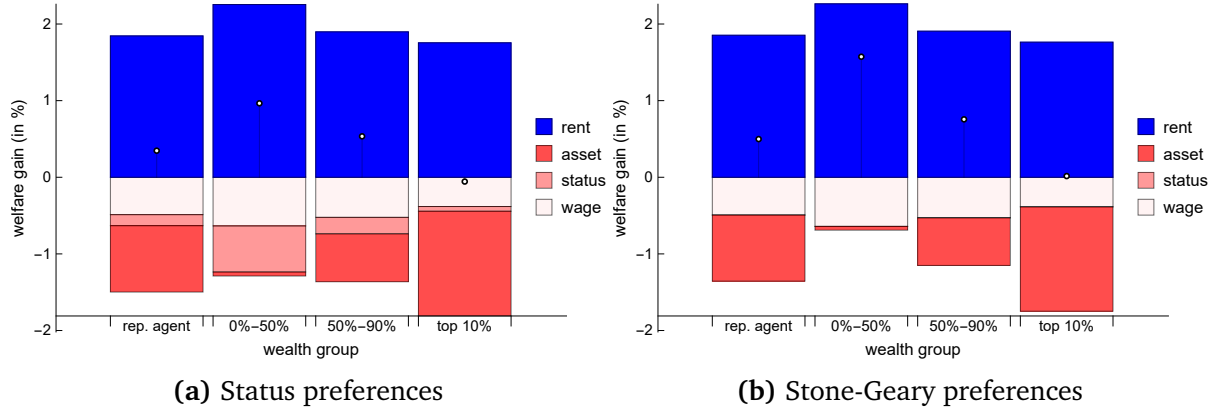 2
1
0
−1
−2
welfare gain (in %)
rep. agent 0%−50% 50%−90% top 10%
wealth group
rent
asset
status
wage
(a) Status preferences
2
1
0
−1
−2
welfare gain (in %)
rep. agent 0%−50% 50%−90% top 10%
wealth group
rent
asset
status
wage
(b) Stone-Geary preferences